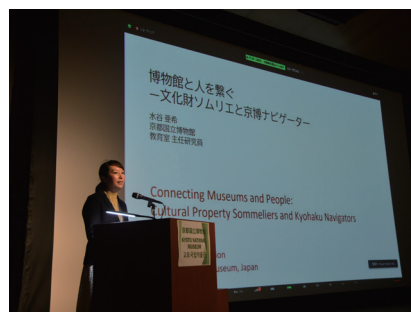 博物館と人を繋ぐ
－文化財ソムリエと京博ナビゲーター
水谷 亜希
京都国立博物館
教育室 主任研究員
Connecting Museums and People:
Cultural Property Sommeliers and Kyohaku Navigators
useum, Japan
京都国立博物館
KYOTO NATIONAL
MUSEUM